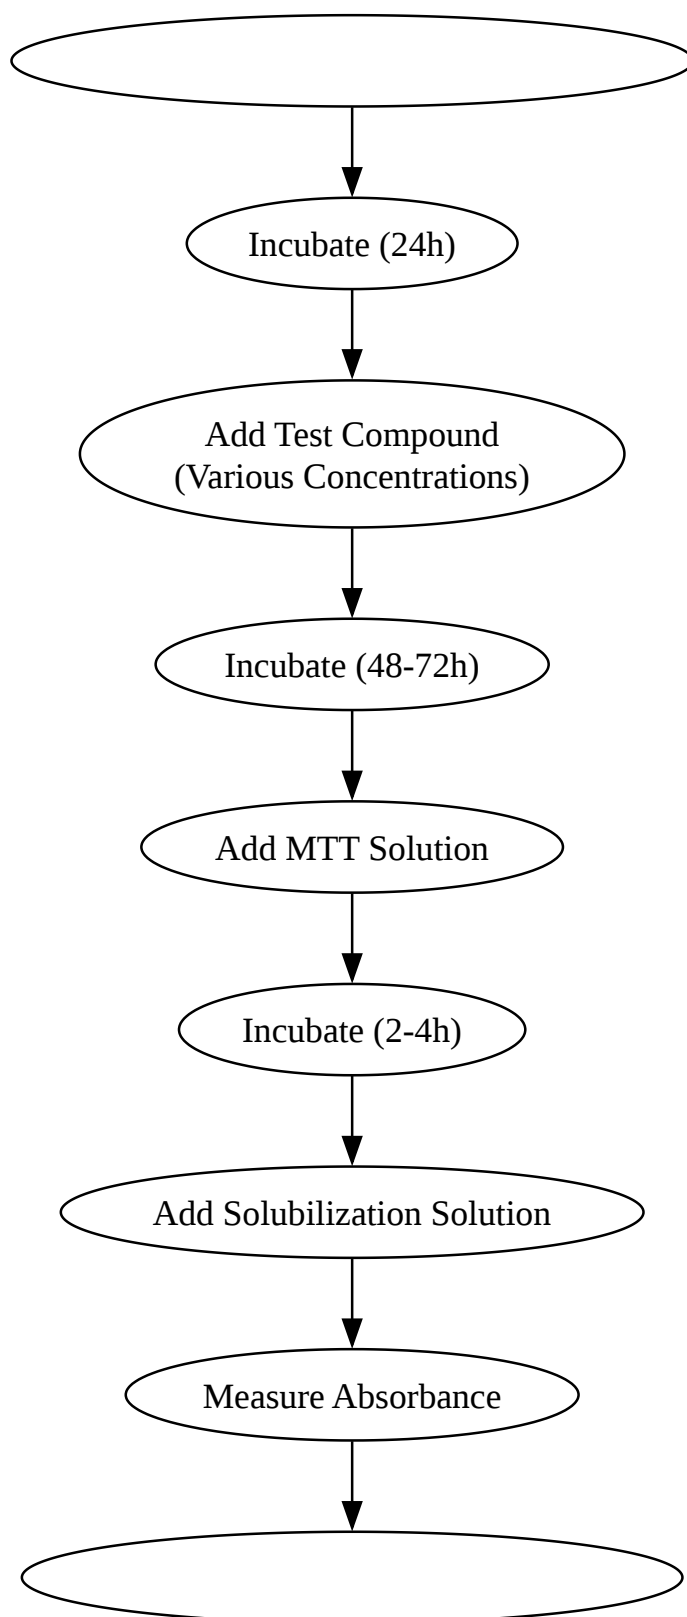 Incubate (24h)
Add Test Compound
(Various Concentrations)
Incubate (48-72h)
Add MTT Solution
Incubate (2-4h)
Add Solubilization Solution
Measure Absorbance